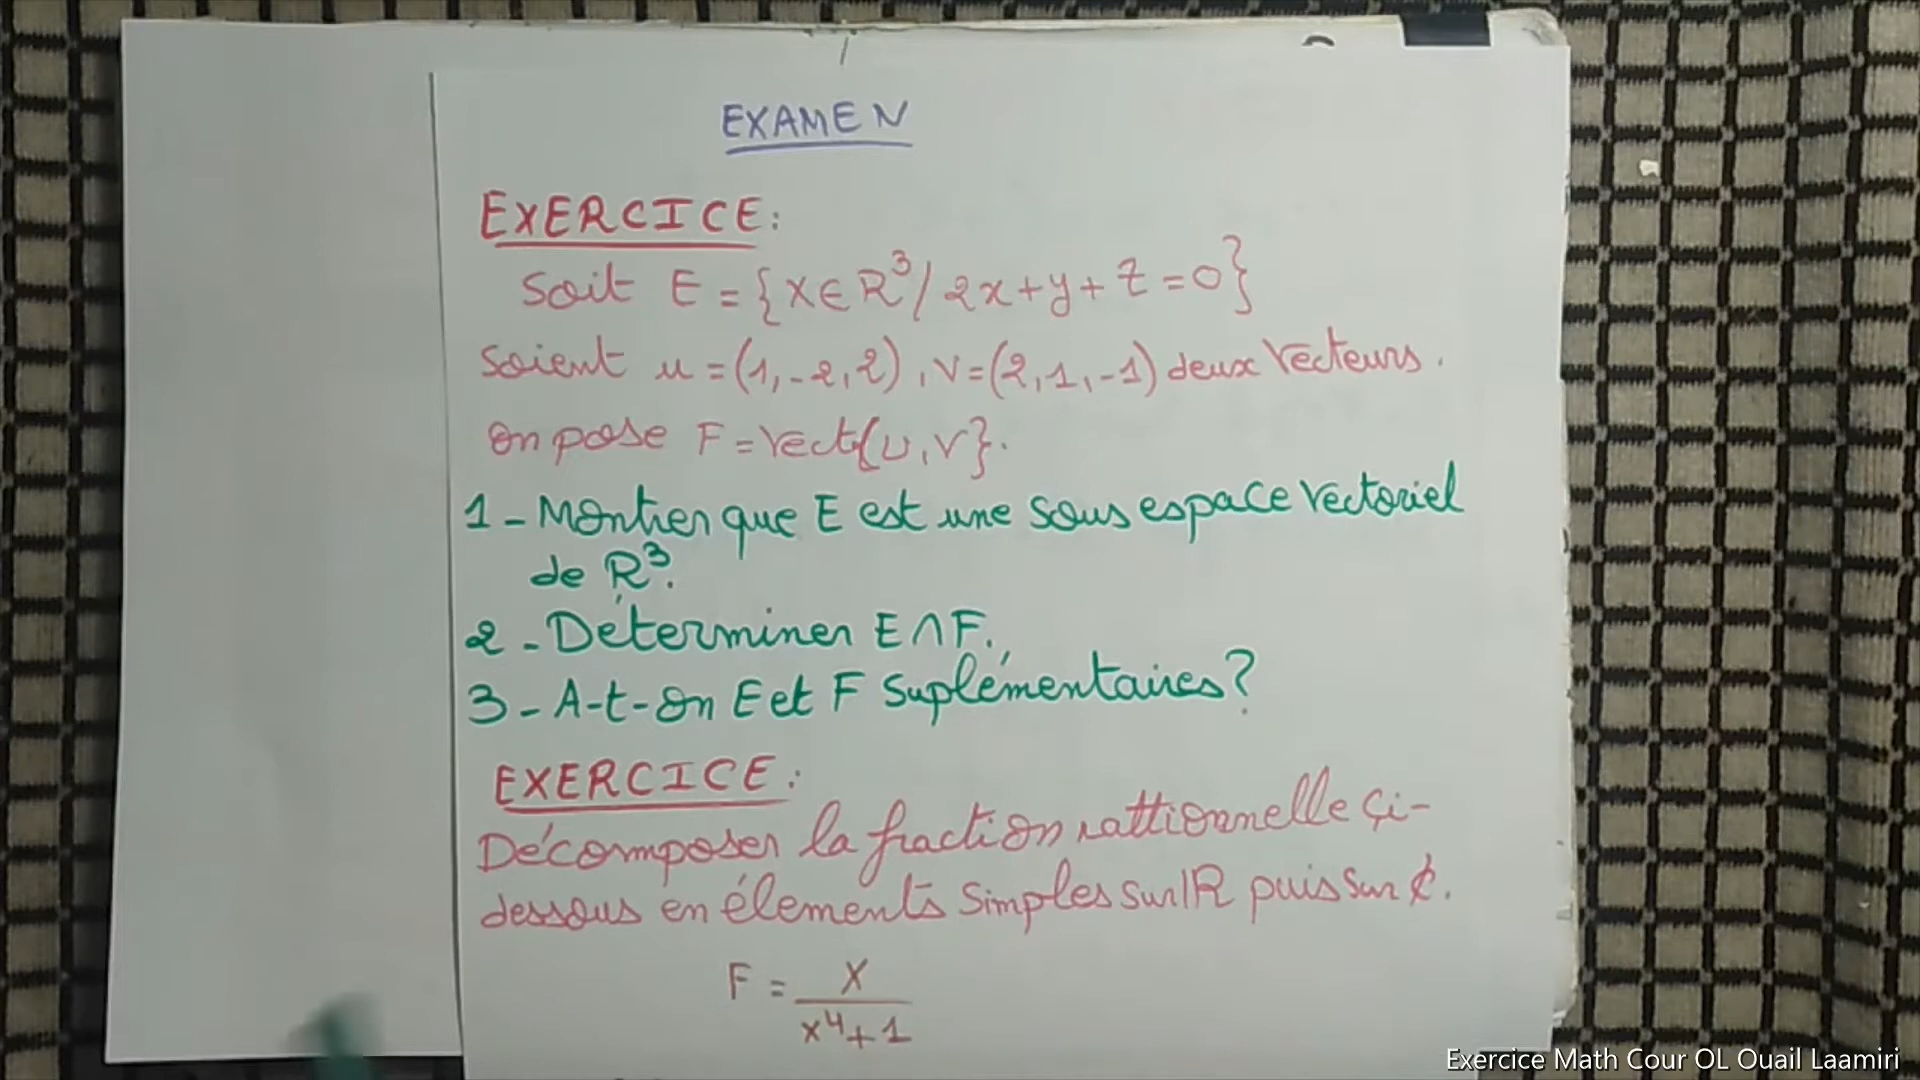 EXAMEN
EXERCICE:
Soit E = {X∈R³/2x+y+z=0}
Soient u=(1,-2,2), v=(2,1,-1) deux vecteurs.
On pose F=Vect{u,v}.
1- Montrer que E est une sous espace vectoriel
de R³.
2- Déterminer E∩F.
3- A-t-on E et F Suplémentaires?
EXERCICE:
Décomposer la fraction rattionnelle çi-
dessous en élements Simples sur ℝ puis sur ℂ.
F = X
x⁴+1
Exercice Math Cour OL Ouail Laamiri